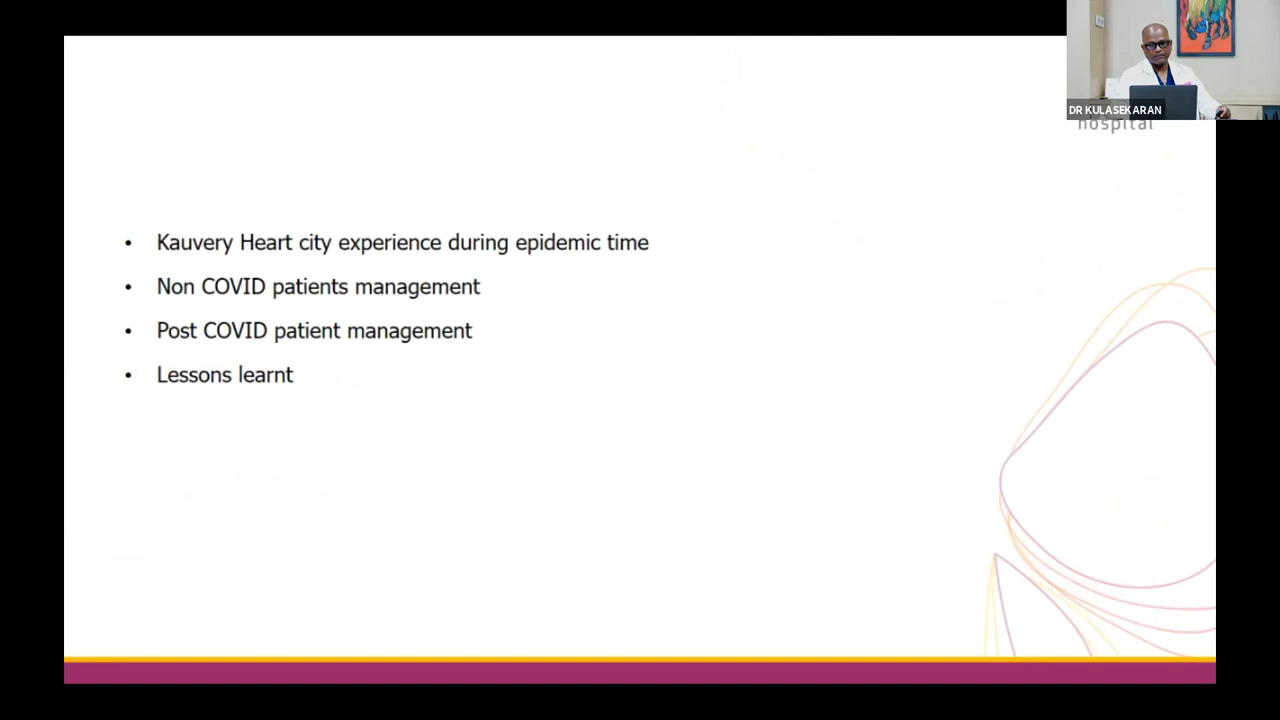 DR KULASEKARAN
hospital
• Kauvery Heart city experience during epidemic time
• Non COVID patients management
• Post COVID patient management
• Lessons learnt